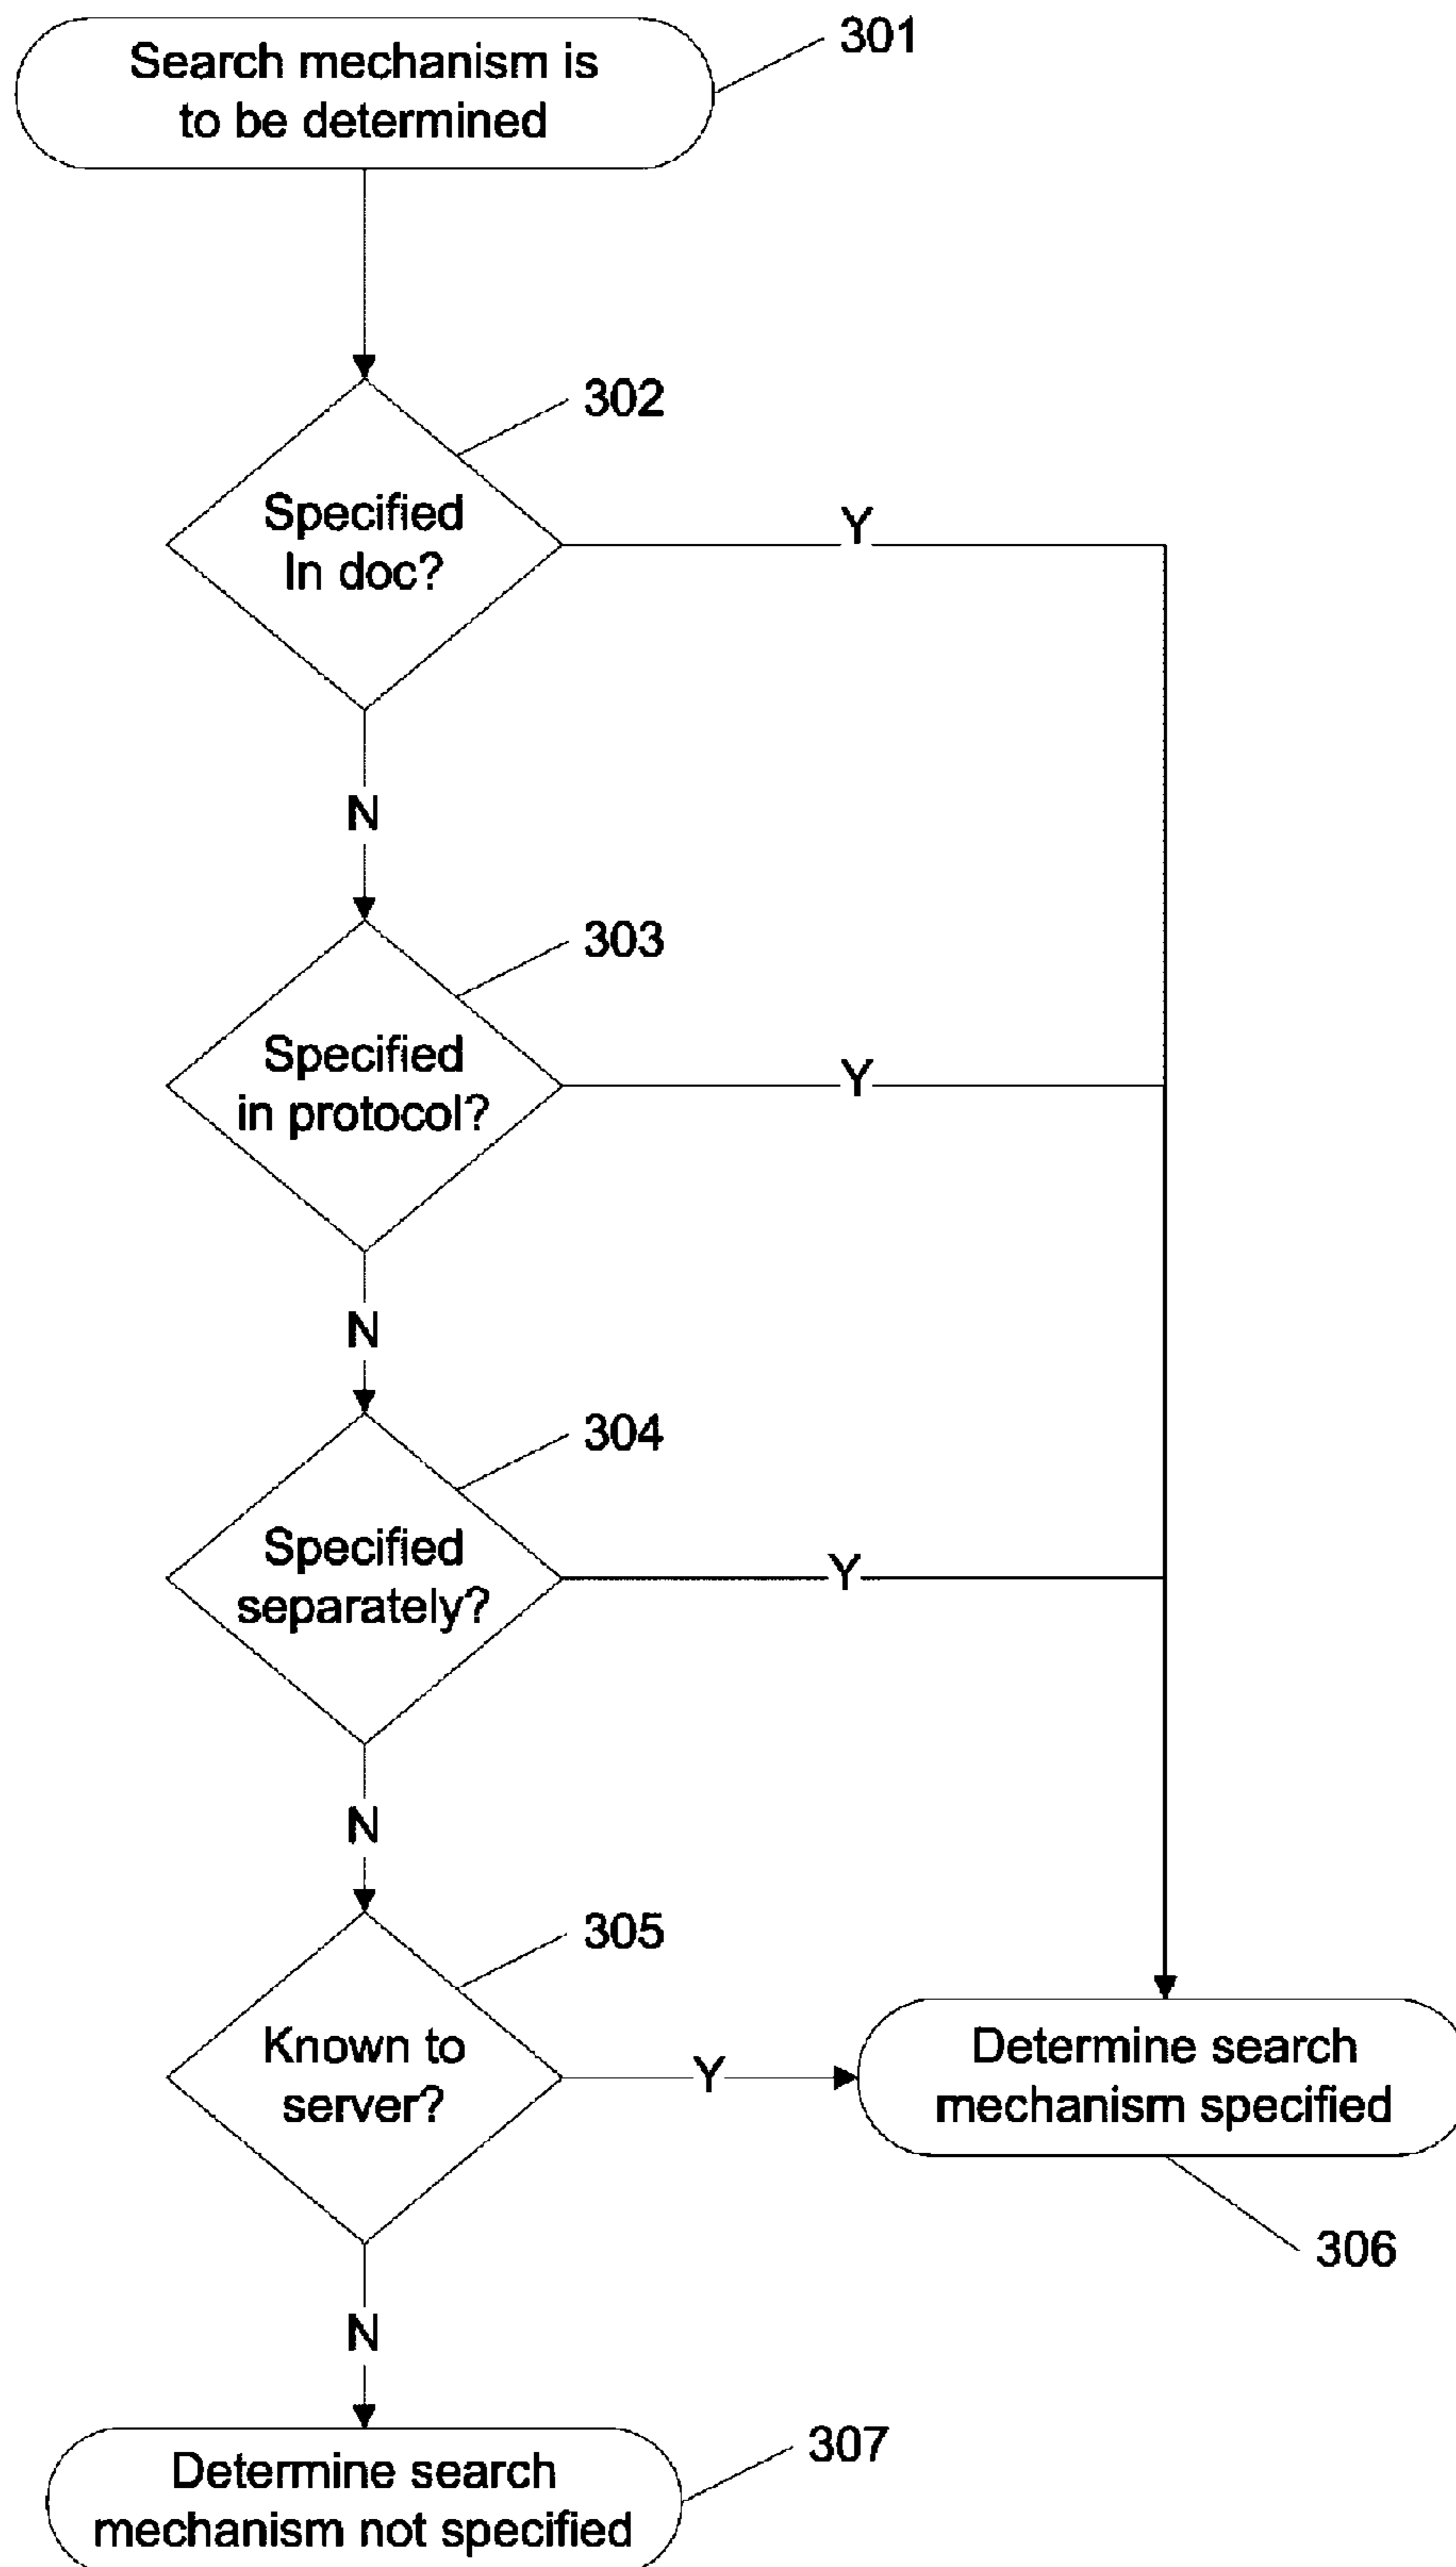 Search mechanism is
to be determined
301
302
Specified
In doc?
Y
N
303
Specified
in protocol?
Y
N
304
Specified
separately?
Y
N
305
Known to
server?
Y
Determine search
mechanism specified
306
N
307
Determine search
mechanism not specified